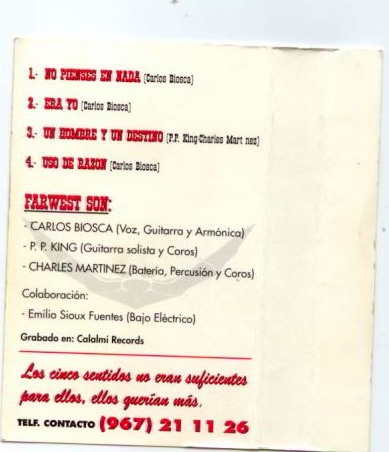 1.- NO PIENSES EN NADA (Carlos Biosca)
2.- ERA YO (Carlos Biosca)
3.- UN HOMBRE Y UN DESTINO (P.P. King-Charles Mart nez)
4.- USO DE RAZON (Carlos Biosca)
FARWEST SON:
- CARLOS BIOSCA (Voz, Guitarra y Armónica)
- P. P. KING (Guitarra solista y Coros)
- CHARLES MARTINEZ (Batería, Percusión y Coros)
Colaboración:
- Emilio Sioux Fuentes (Bajo Eléctrico)
Grabado en: Calalmi Records
Los cinco sentidos no eran suficientes
para ellos, ellos querían más.
TELF. CONTACTO (967) 21 11 26